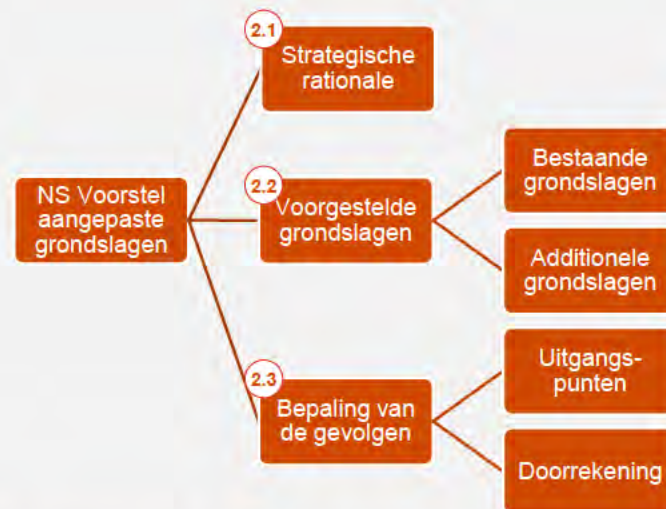 2.1
Strategische
rationale
NS Voorstel
aangepaste
grondslagen
2.2
Voorgestelde
grondslagen
Bestaande
grondslagen
Additionele
grondslagen
2.3
Bepaling van
de gevolgen
Uitgangs-
punten
Doorrekening